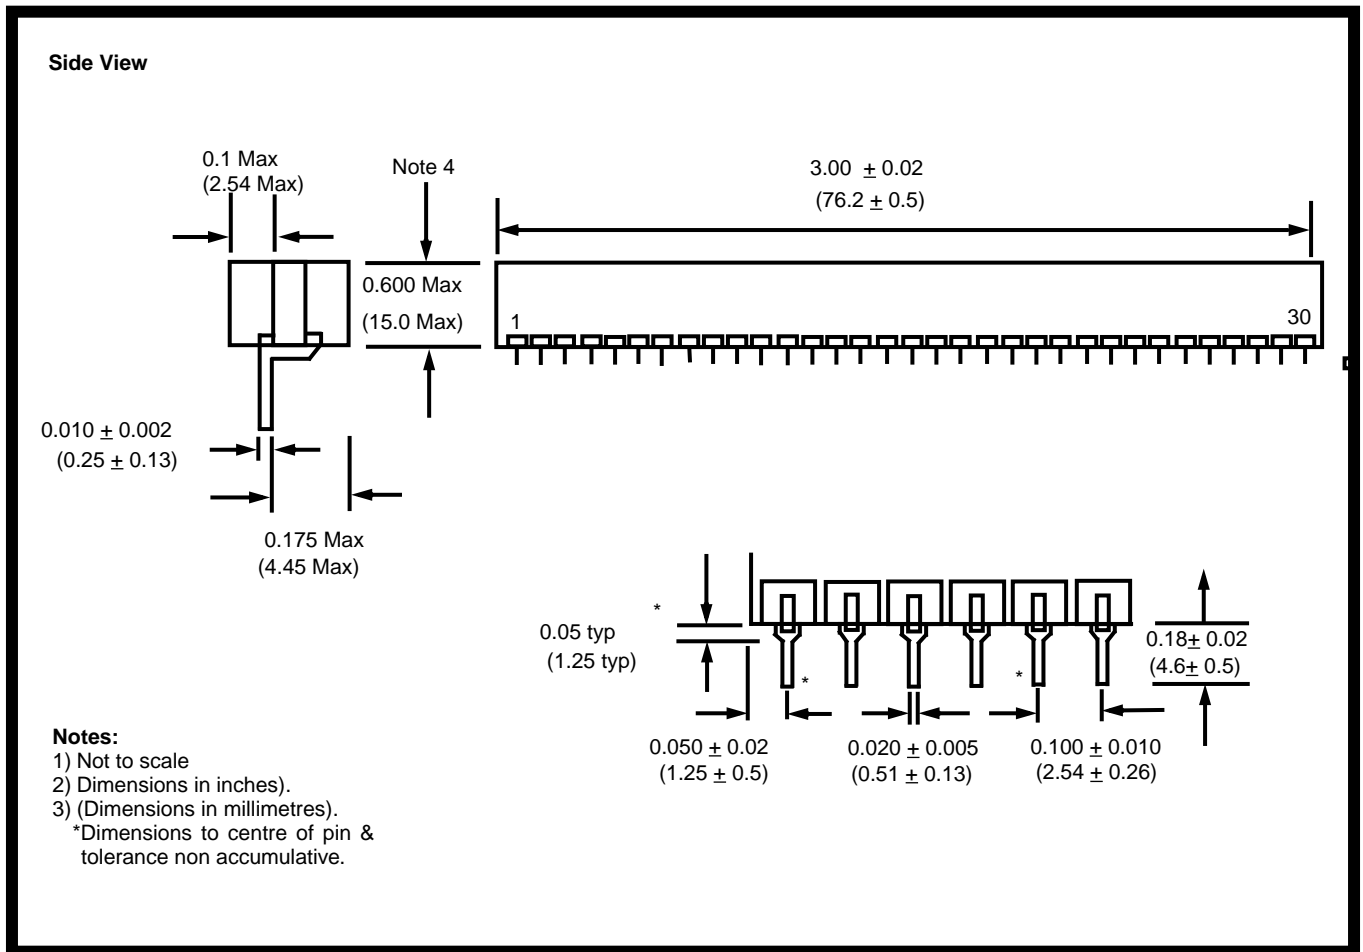 Side View
0.1 Max
(2.54 Max)
Note 4
3.00 ± 0.02
(76.2 ± 0.5)
0.600 Max
(15.0 Max)
1
30
0.010 ± 0.002
(0.25 ± 0.13)
0.175 Max
(4.45 Max)
*
0.05 typ
(1.25 typ)
*
*
0.18± 0.02
(4.6± 0.5)
0.050 ± 0.02
(1.25 ± 0.5)
0.020 ± 0.005
(0.51 ± 0.13)
0.100 ± 0.010
(2.54 ± 0.26)
Notes:
1) Not to scale
2) Dimensions in inches).
3) (Dimensions in millimetres).
*Dimensions to centre of pin &
tolerance non accumulative.